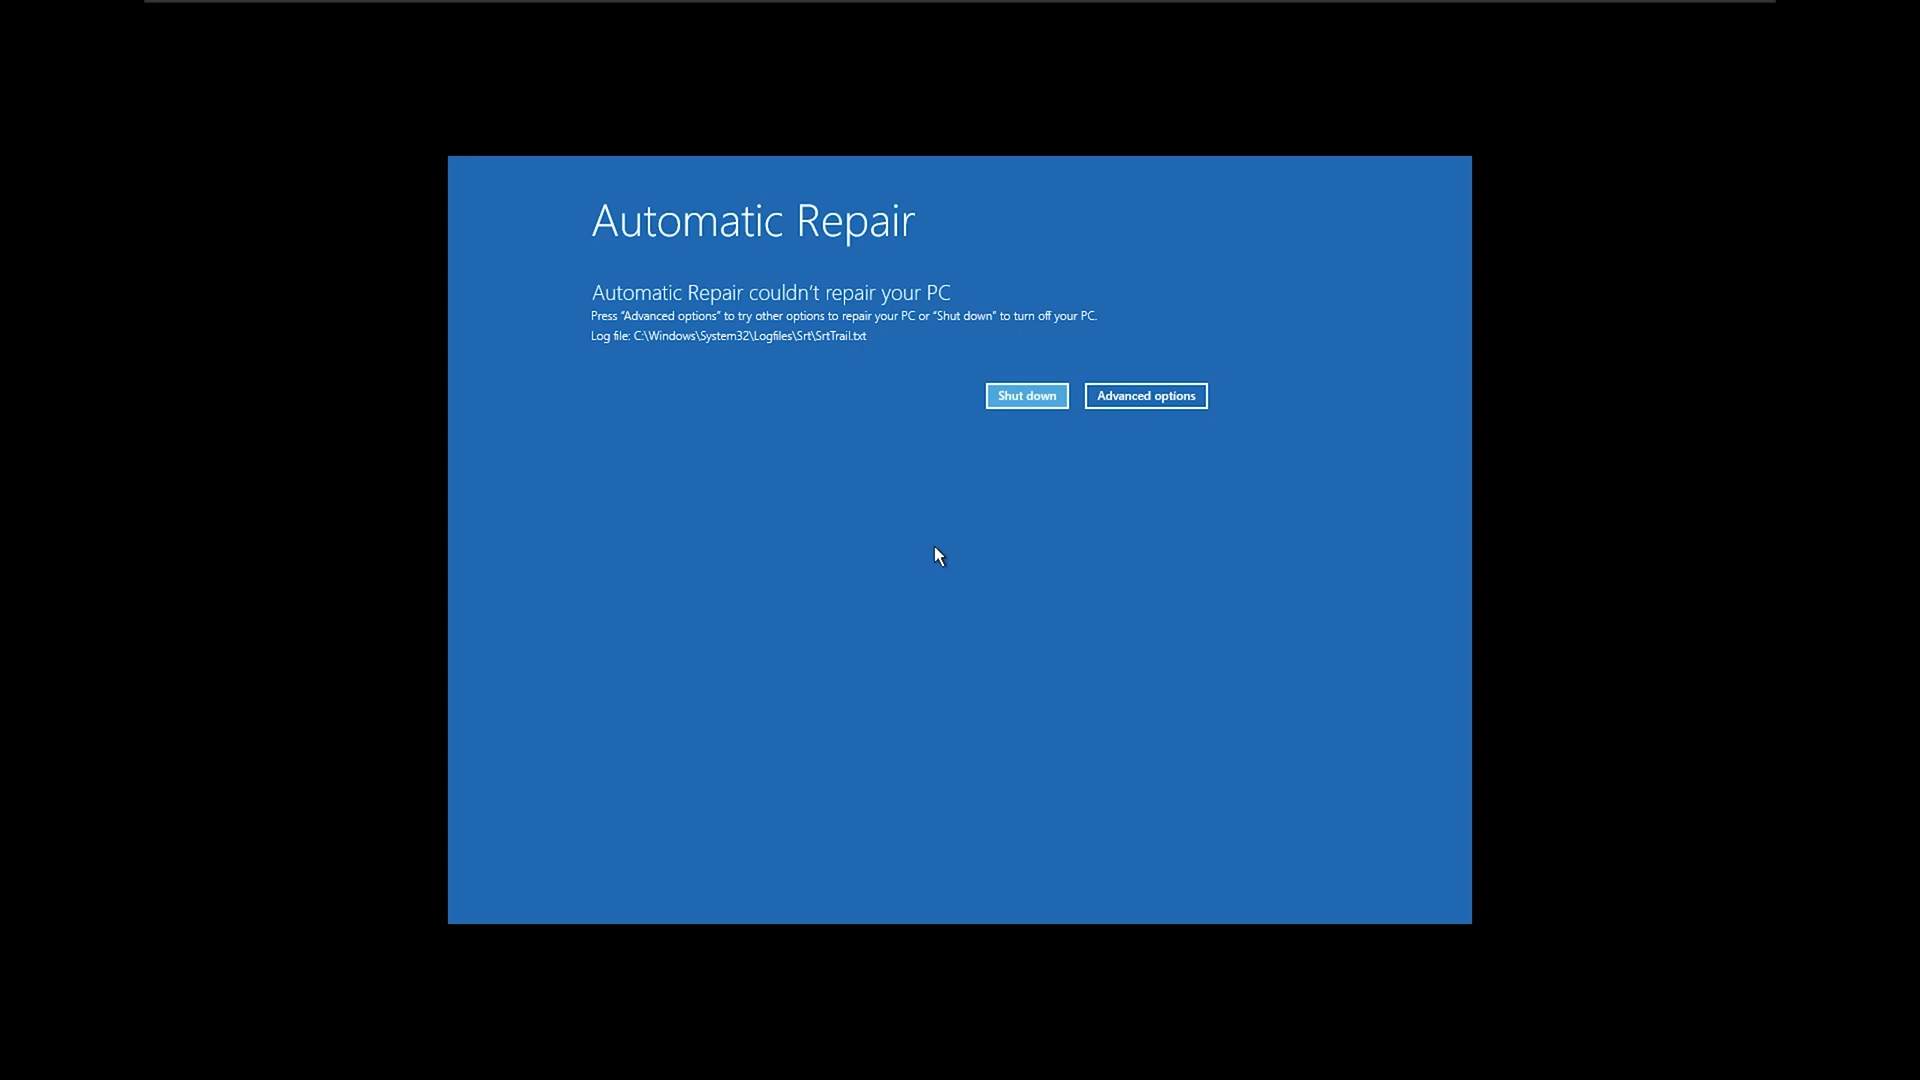 Automatic Repair
Automatic Repair couldn’t repair your PC
Press “Advanced options” to try other options to repair your PC or “Shut down” to turn off your PC.
Log file: C:\Windows\System32\Logfiles\Srt\SrtTrail.txt
Shut down Advanced options